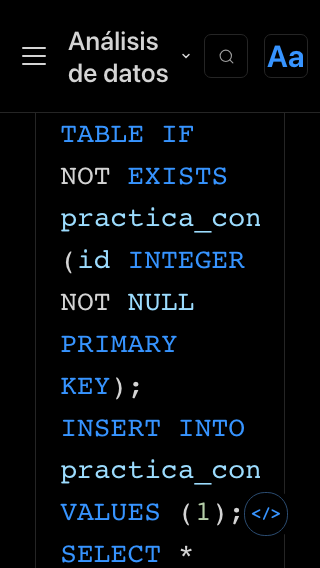 Análisis
de datos
Aa
TABLE IF
NOT EXISTS
practica_con
(id INTEGER
NOT NULL
PRIMARY
KEY);
INSERT INTO
practica_con
VALUES (1);
</>
SELECT *